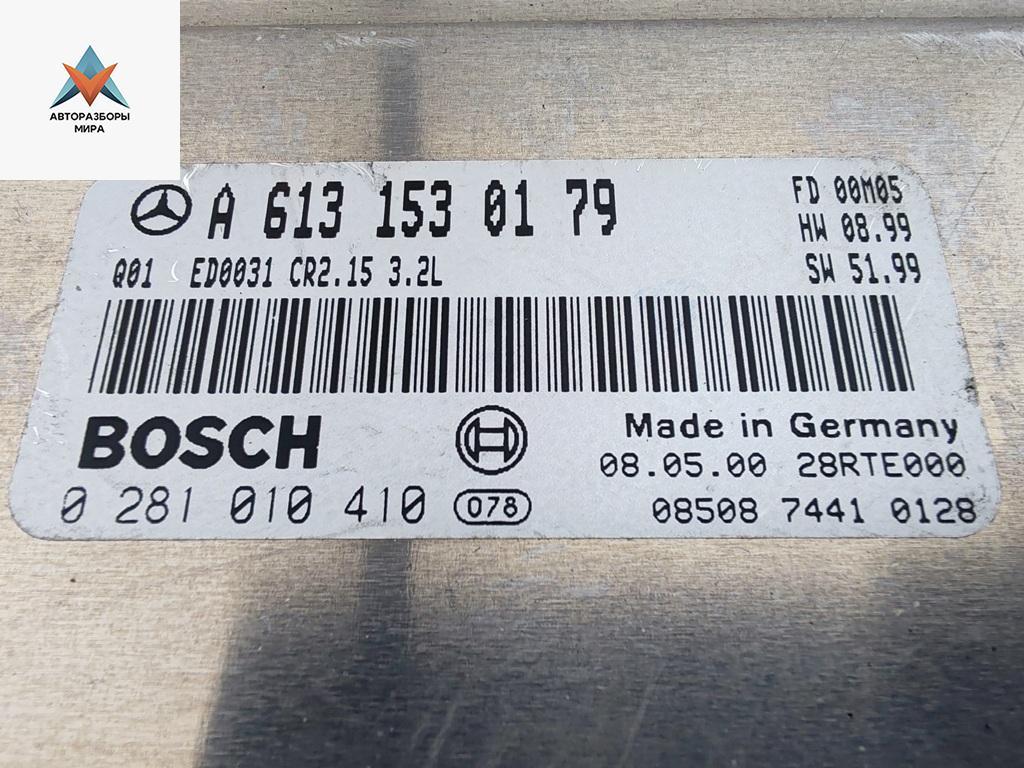 АВТОРАЗБОРЫ
МИРА
A 613 153 01 79
FD 00M05
HW 08.99
Q01 ED0031 CR2.15 3.2L
SW 51.99
BOSCH
Made in Germany
08.05.00 28RTE000
0 281 010 410 078
08508 7441 0128